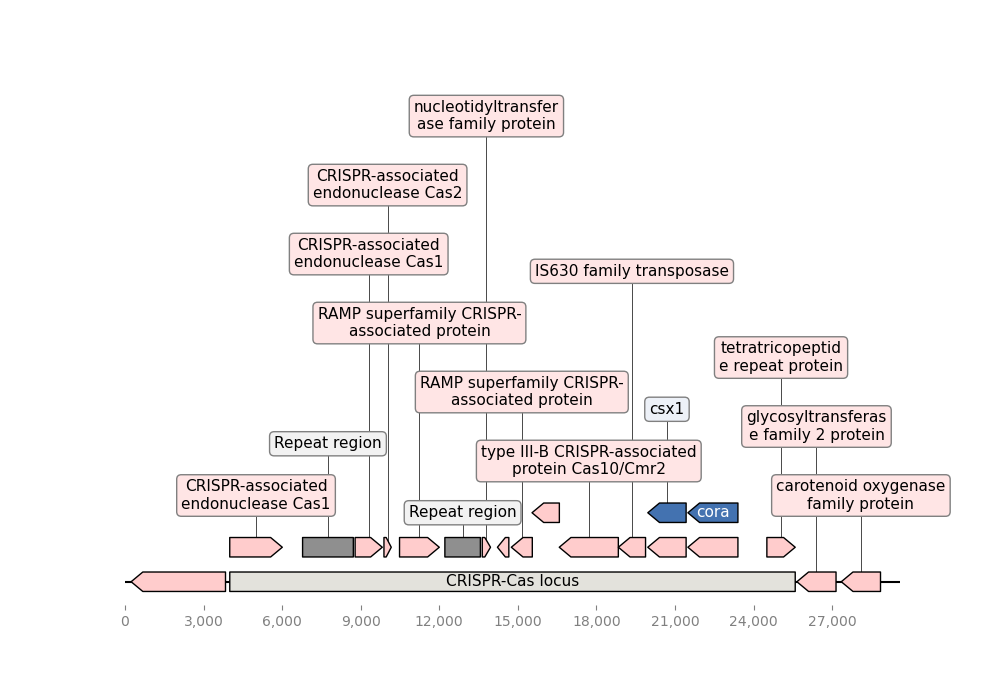 nucleotidyltransfer
ase family protein
CRISPR-associated
endonuclease Cas2
CRISPR-associated
endonuclease Cas1
IS630 family transposase
RAMP superfamily CRISPR-
associated protein
tetratricopeptid
e repeat protein
RAMP superfamily CRISPR-
associated protein
csx1
glycosyltransferas
e family 2 protein
Repeat region
type III-B CRISPR-associated
protein Cas10/Cmr2
CRISPR-associated
endonuclease Cas1
carotenoid oxygenase
family protein
Repeat region
cora
CRISPR-Cas locus
0 3,000 6,000 9,000 12,000 15,000 18,000 21,000 24,000 27,000